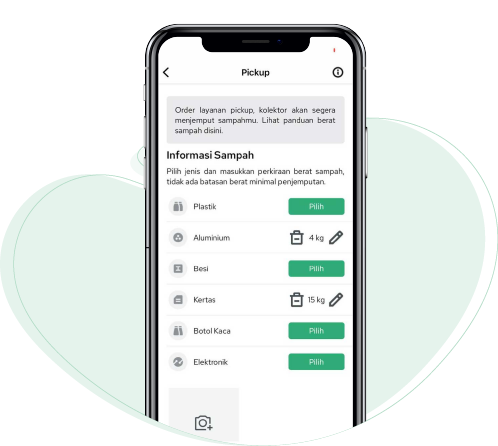 Pickup
Order layanan pickup, kolektor akan segera
menjemput sampahmu. Lihat panduan berat
sampah disini.
Informasi Sampah
Pilih jenis dan masukkan perkiraan berat sampah,
tidak ada batasan berat minimal penjemputan.
Plastik Pilih
Aluminium 4 kg
Besi Pilih
Kertas 15 kg
Botol Kaca Pilih
Elektronik Pilih